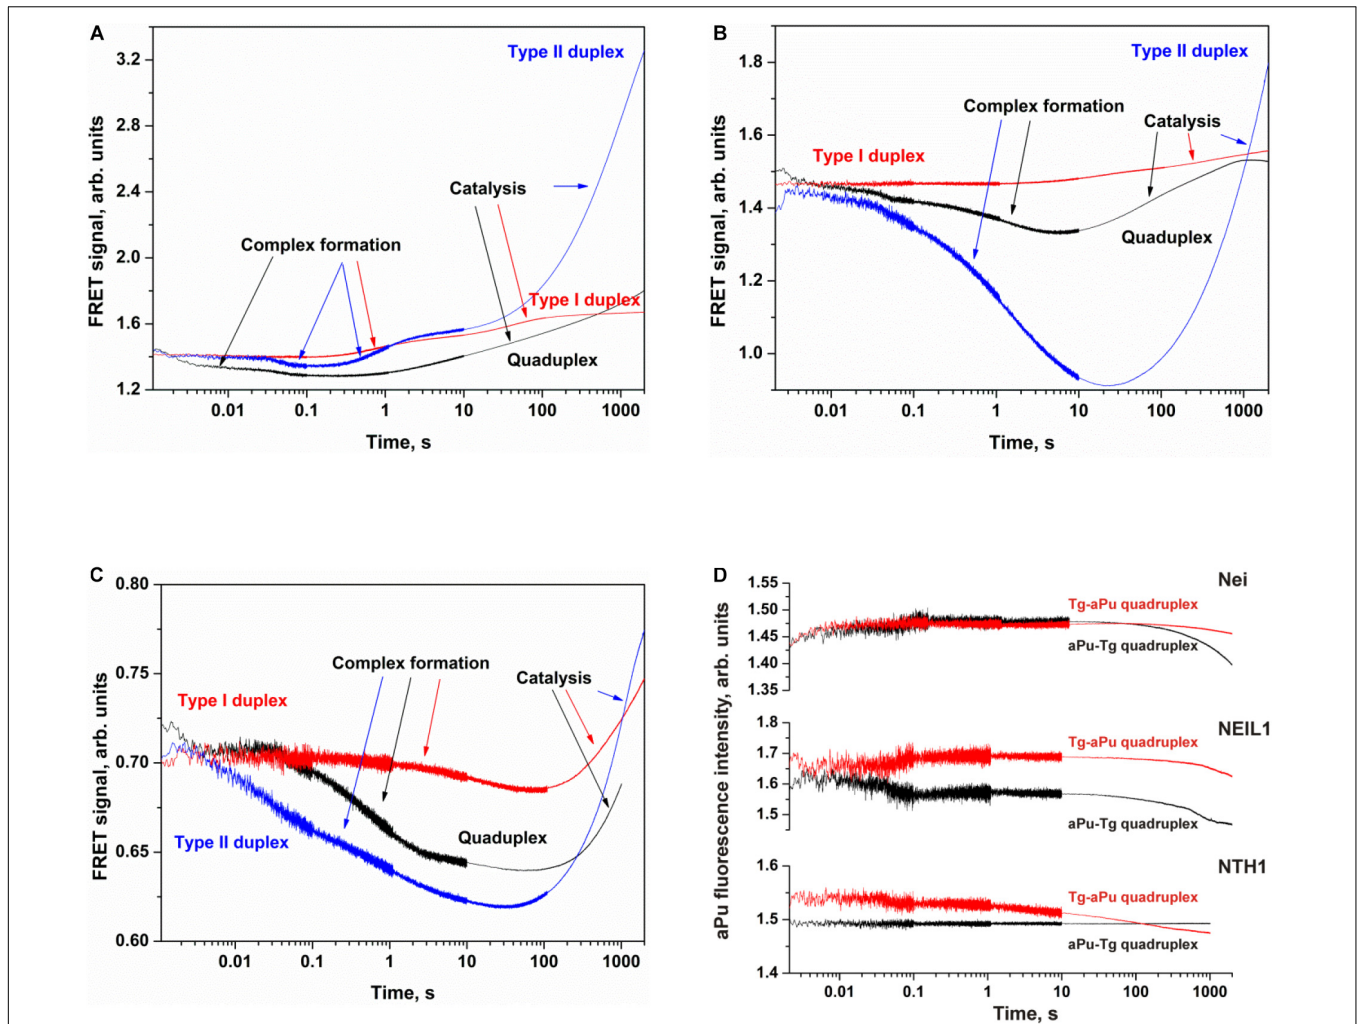 A
FRET signal, arb. units
3.2
2.8
2.4
2.0
1.6
1.2
Type II duplex
Catalysis
Complex formation
Type I duplex
Quaduplex
0.01
0.1
1
10
100
1000
Time, s
B
FRET signal, arb. units
1.8
1.6
1.4
1.2
1.0
Type II duplex
Complex formation
Catalysis
Type I duplex
Quaduplex
0.01
0.1
1
10
100
1000
Time, s
C
FRET signal, arb. units
0.80
0.75
0.70
0.65
0.60
Complex formation
Catalysis
Type I duplex
Quaduplex
Type II duplex
0.01
0.1
1
10
100
1000
Time, s
D
aPu fluorescence intensity, arb. units
Nei
1.55
1.50
1.45
1.40
1.35
Tg-aPu quadruplex
aPu-Tg quadruplex
NEIL1
1.8
1.7
1.6
1.5
Tg-aPu quadruplex
aPu-Tg quadruplex
NTH1
1.6
1.5
1.4
Tg-aPu quadruplex
aPu-Tg quadruplex
0.01
0.1
1
10
100
1000
Time, s